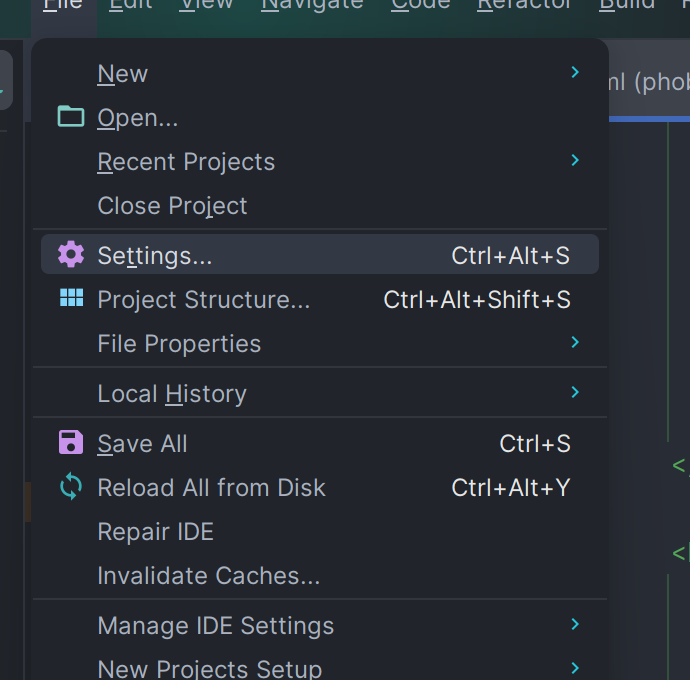 File Edit View Navigate Code Refactor Build
New
ml (phob
Open...
Recent Projects
Close Project
Settings... Ctrl+Alt+S
Project Structure... Ctrl+Alt+Shift+S
File Properties
Local History
Save All Ctrl+S
<
Reload All from Disk Ctrl+Alt+Y
Repair IDE
<
Invalidate Caches...
Manage IDE Settings
New Projects Setup